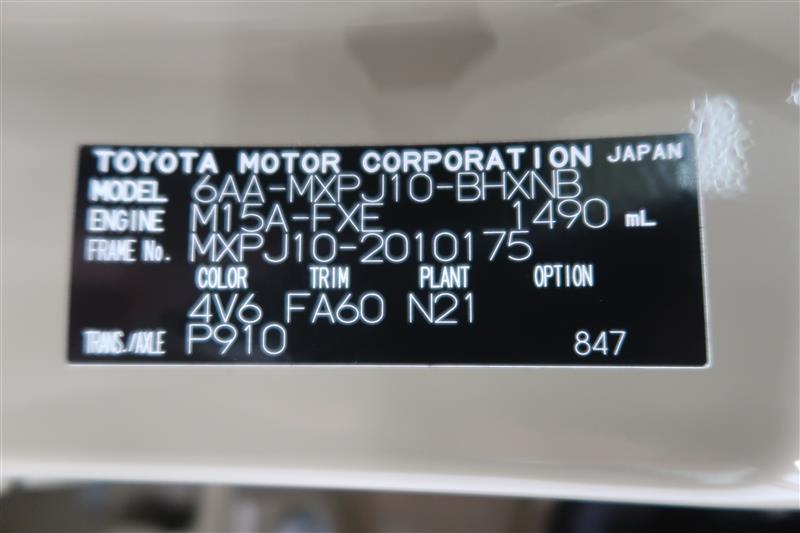 TOYOTA MOTOR CORPORATION JAPAN
MODEL 6AA-MXPJ10-BHXNB
ENGINE M15A-FXE 1490 mL
FRAME No. MXPJ10-2010175
COLOR TRIM PLANT OPTION
4V6 FA60 N21
TRANS./AXLE P910 847